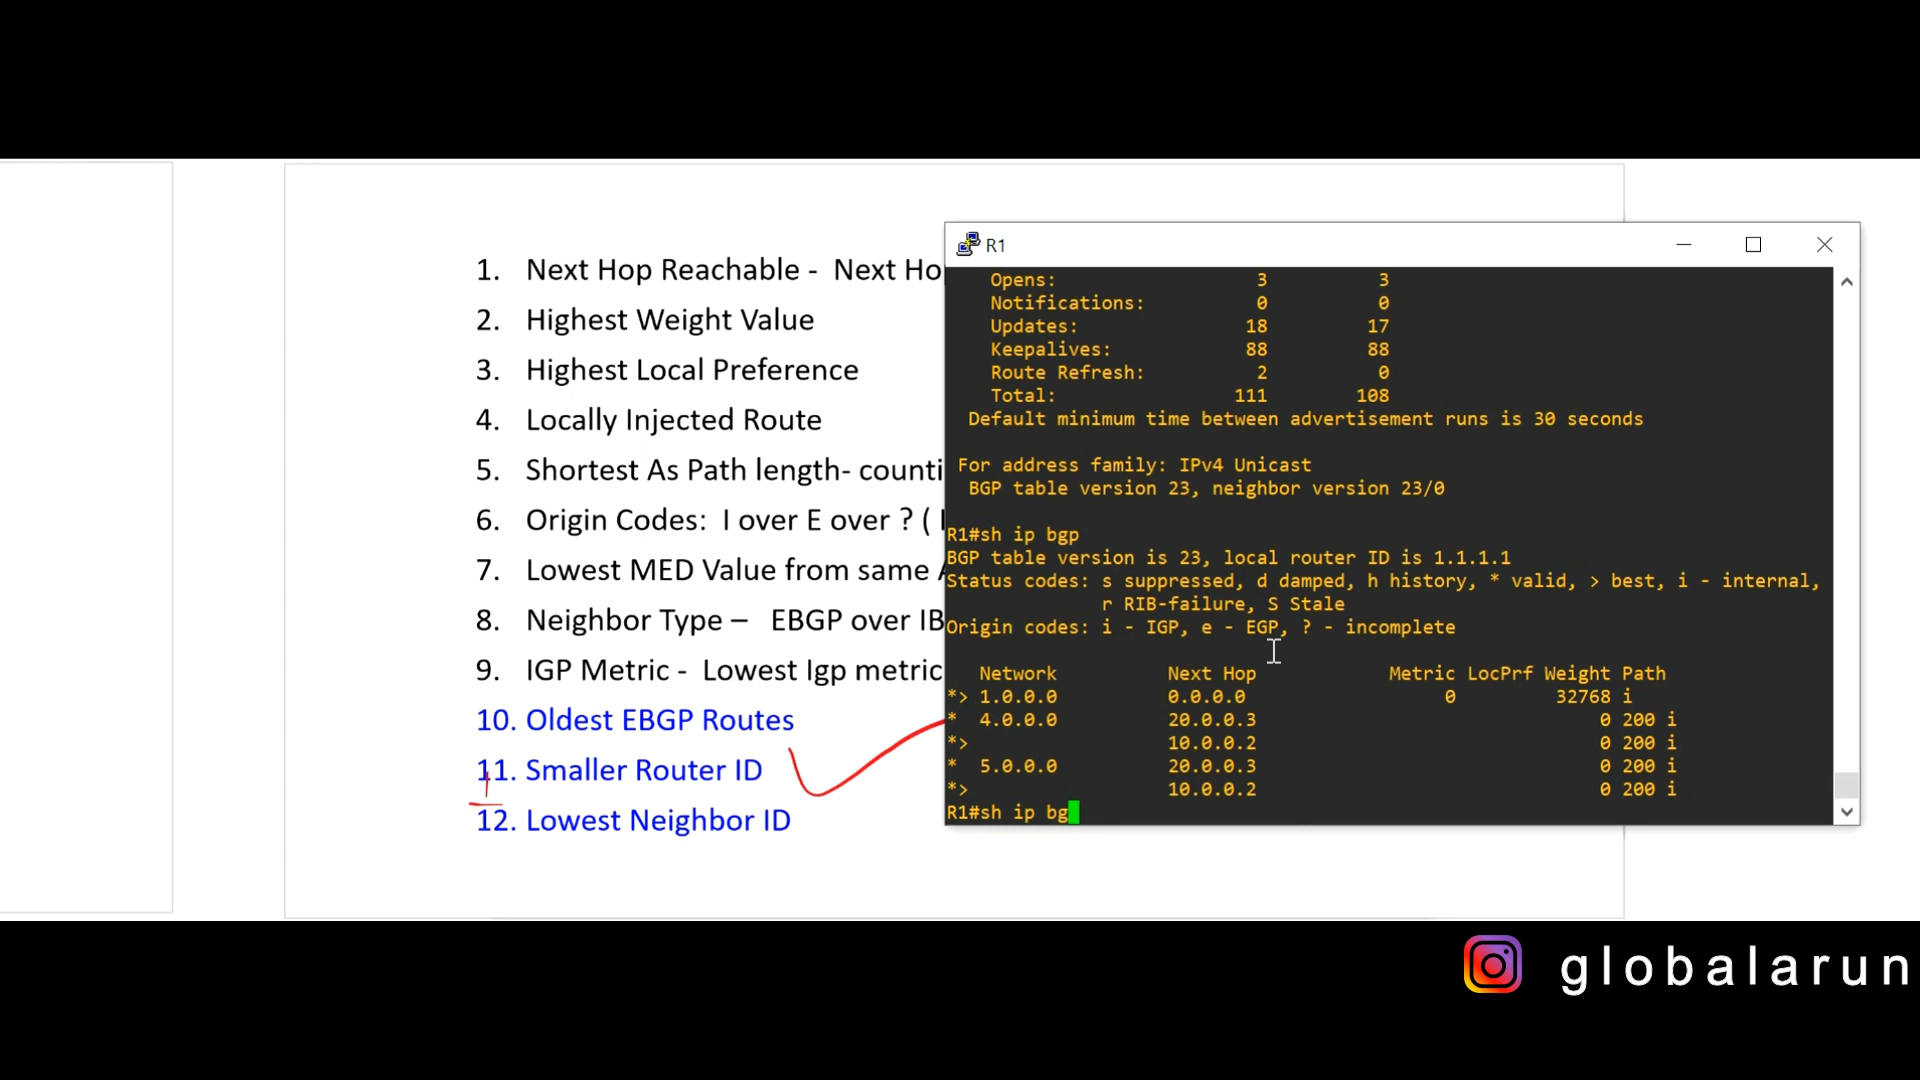 1. Next Hop Reachable - Next Ho
2. Highest Weight Value
3. Highest Local Preference
4. Locally Injected Route
5. Shortest As Path length- counti
6. Origin Codes: I over E over ? (
7. Lowest MED Value from same
8. Neighbor Type – EBGP over IB
9. IGP Metric - Lowest Igp metric
10. Oldest EBGP Routes
11. Smaller Router ID
12. Lowest Neighbor ID
R1
Opens: 3 3
Notifications: 0 0
Updates: 18 17
Keepalives: 88 88
Route Refresh: 2 0
Total: 111 108
Default minimum time between advertisement runs is 30 seconds
For address family: IPv4 Unicast
BGP table version 23, neighbor version 23/0
R1#sh ip bgp
BGP table version is 23, local router ID is 1.1.1.1
Status codes: s suppressed, d damped, h history, * valid, > best, i - internal,
r RIB-failure, S Stale
Origin codes: i - IGP, e - EGP, ? - incomplete
Network Next Hop Metric LocPrf Weight Path
*> 1.0.0.0 0.0.0.0 0 32768 i
* 4.0.0.0 20.0.0.3 0 200 i
*> 10.0.0.2 0 200 i
* 5.0.0.0 20.0.0.3 0 200 i
*> 10.0.0.2 0 200 i
R1#sh ip bg
globalarun